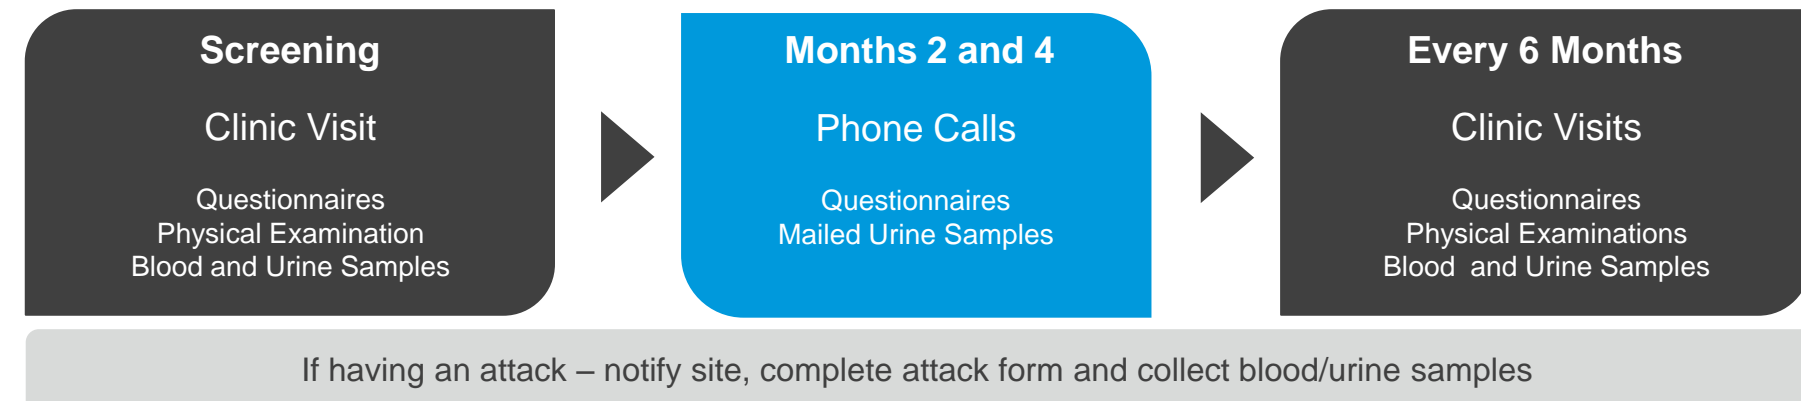 Screening
Clinic Visit
Questionnaires
Physical Examination
Blood and Urine Samples
Months 2 and 4
Phone Calls
Questionnaires
Mailed Urine Samples
Every 6 Months
Clinic Visits
Questionnaires
Physical Examinations
Blood and Urine Samples
If having an attack – notify site, complete attack form and collect blood/urine samples